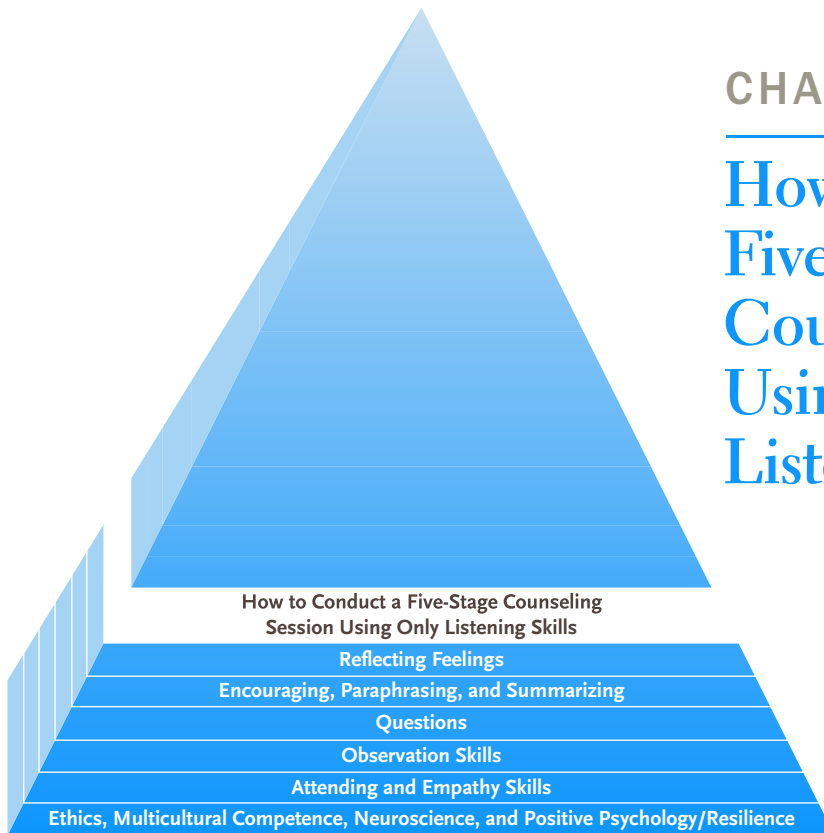 CHA
How
Five
Cou
Usin
Liste
How to Conduct a Five-Stage Counseling
Session Using Only Listening Skills
Reflecting Feelings
Encouraging, Paraphrasing, and Summarizing
Questions
Observation Skills
Attending and Empathy Skills
Ethics, Multicultural Competence, Neuroscience, and Positive Psychology/Resilience